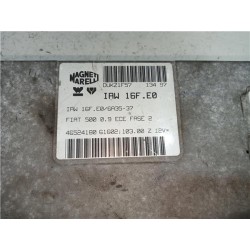 MAGNETI
MARELLI
DUKZ1F57 134 97
IAW 16F.E0
IAW 16F.E0/SA35-37
FIAT 500 0.9 ECE FASE 2
46524180 61602.103.00 2 12V=